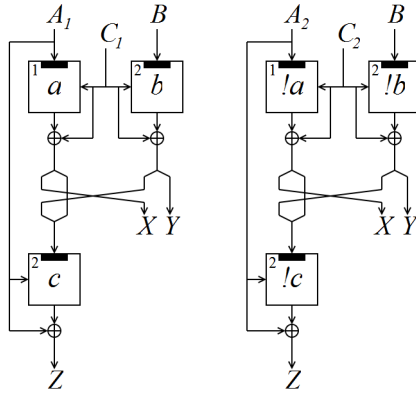 A₁ C₁ B A₂ C₂ B
1 a 2 b 1 !a 2 !b
X Y X Y
2 c 2 !c
Z Z